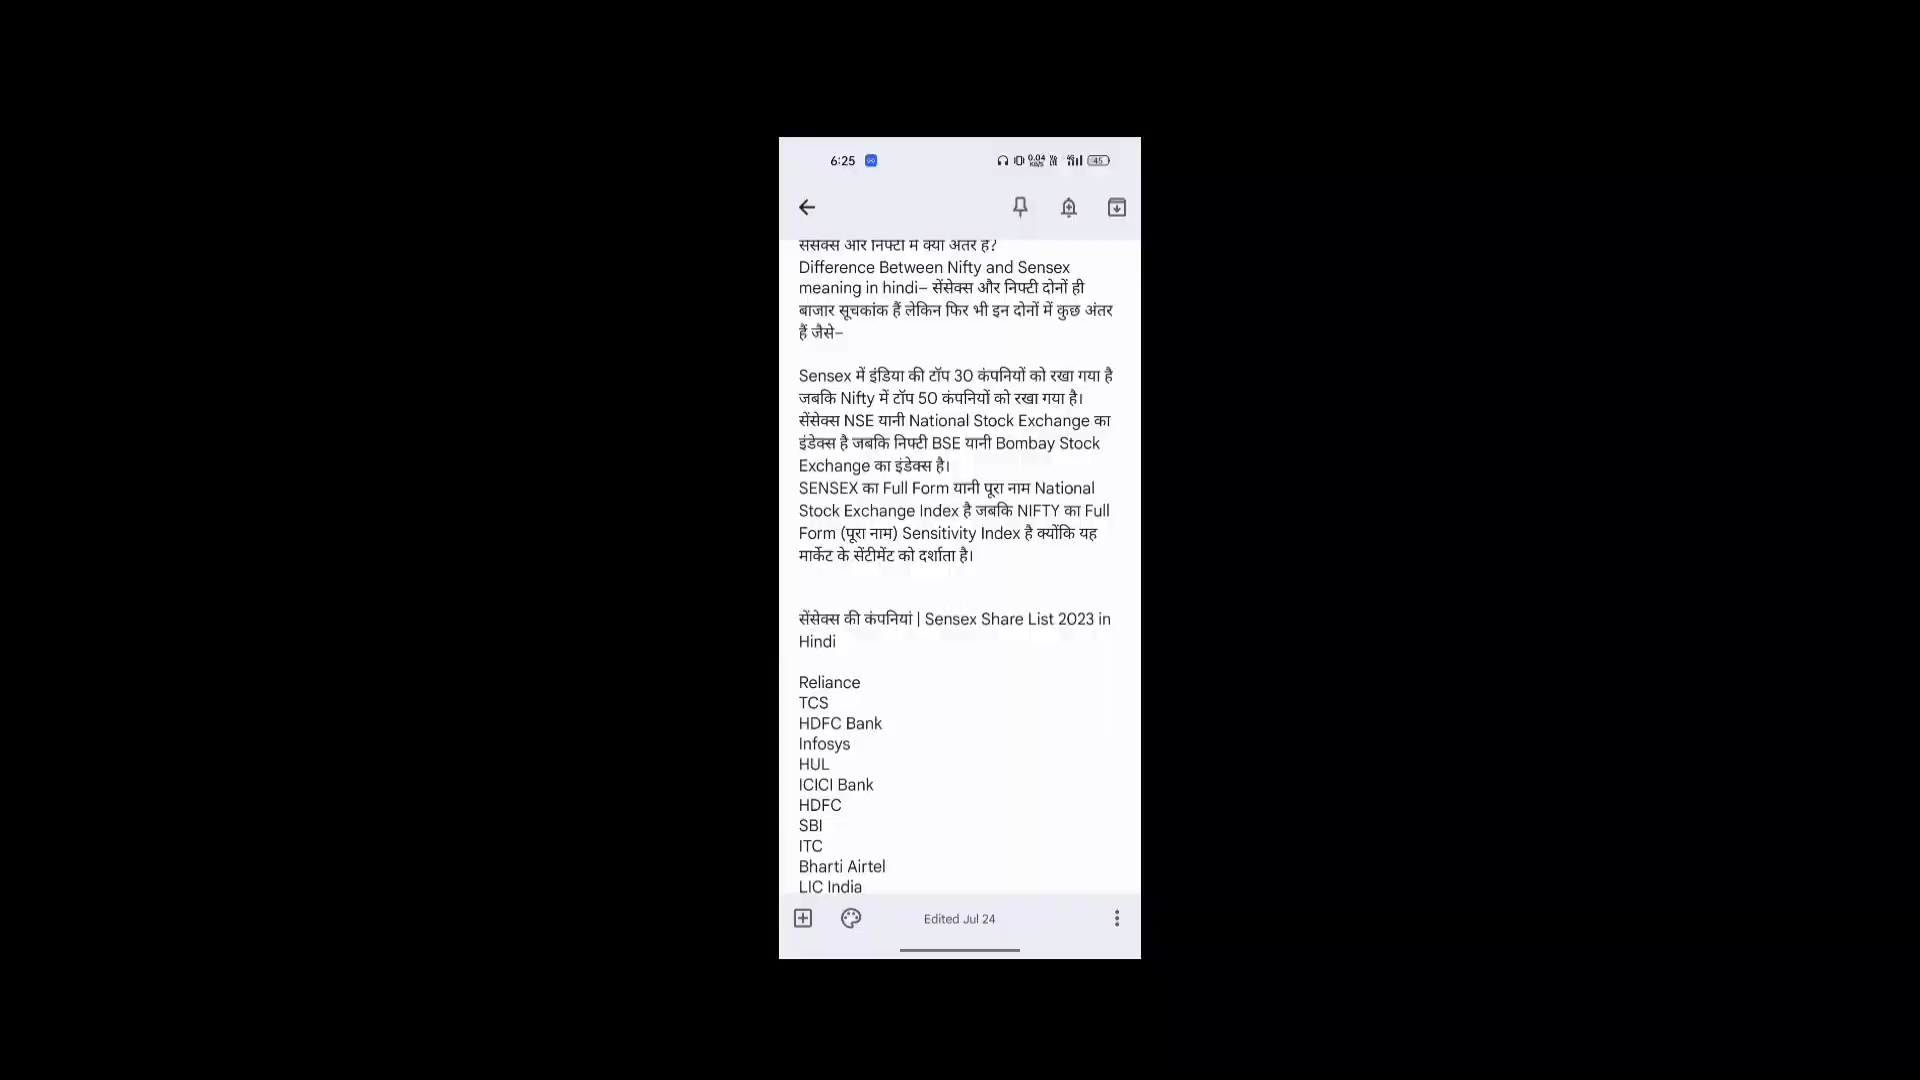 6:25
0.04 KB/S
45
सेंसेक्स और निफ्टी में क्या अंतर है?
Difference Between Nifty and Sensex
meaning in hindi– सेंसेक्स और निफ्टी दोनों ही
बाजार सूचकांक हैं लेकिन फिर भी इन दोनों में कुछ अंतर
हैं जैसे–
Sensex में इंडिया की टॉप 30 कंपनियों को रखा गया है
जबकि Nifty में टॉप 50 कंपनियों को रखा गया है।
सेंसेक्स NSE यानी National Stock Exchange का
इंडेक्स है जबकि निफ्टी BSE यानी Bombay Stock
Exchange का इंडेक्स है।
SENSEX का Full Form यानी पूरा नाम National
Stock Exchange Index है जबकि NIFTY का Full
Form (पूरा नाम) Sensitivity Index है क्योंकि यह
मार्केट के सेंटीमेंट को दर्शाता है।
सेंसेक्स की कंपनियां | Sensex Share List 2023 in
Hindi
Reliance
TCS
HDFC Bank
Infosys
HUL
ICICI Bank
HDFC
SBI
ITC
Bharti Airtel
LIC India
Edited Jul 24